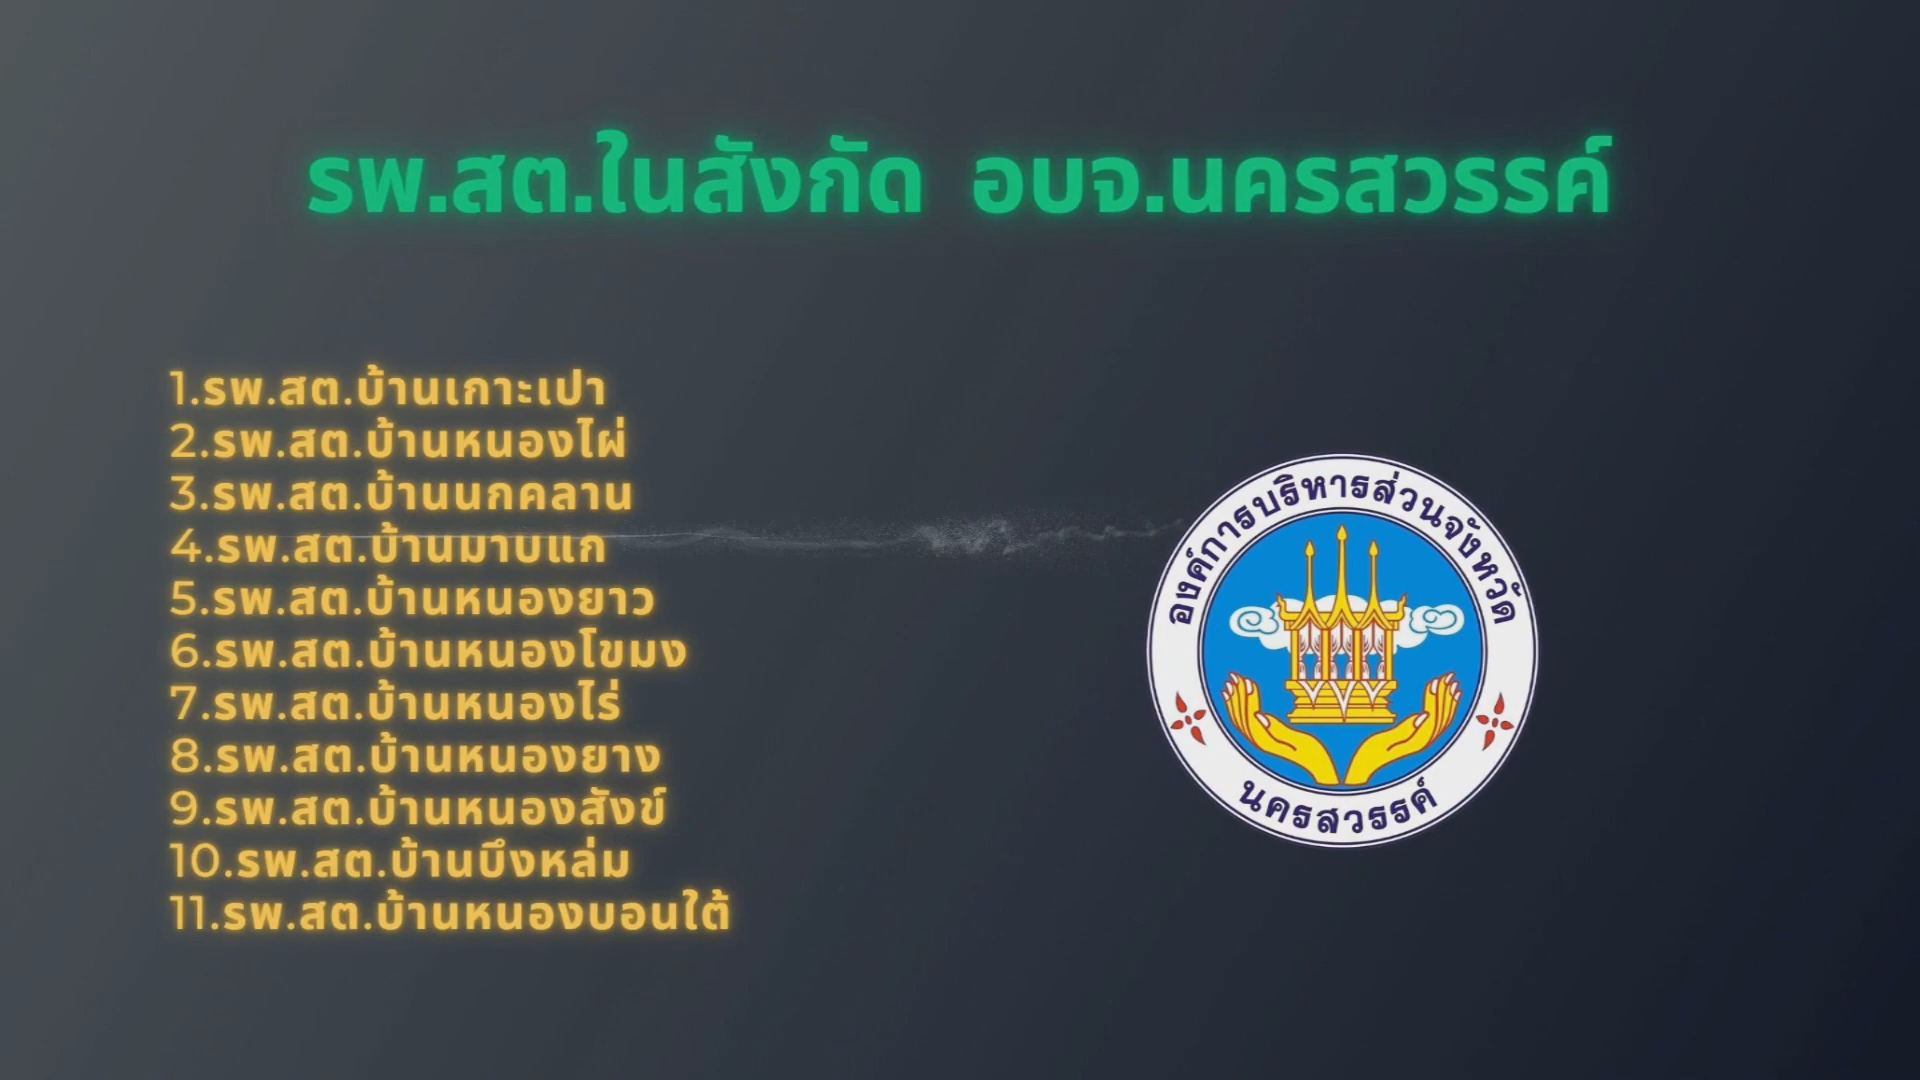 รพ.สต.ในสังกัด อบจ.นครสวรรค์
1.รพ.สต.บ้านเกาะเปา
2.รพ.สต.บ้านหนองไผ่
3.รพ.สต.บ้านนกคลาน
4.รพ.สต.บ้านมาบแก
5.รพ.สต.บ้านหนองยาว
6.รพ.สต.บ้านหนองโขมง
7.รพ.สต.บ้านหนองไร่
8.รพ.สต.บ้านหนองยาง
9.รพ.สต.บ้านหนองสังข์
10.รพ.สต.บ้านบึงหล่ม
11.รพ.สต.บ้านหนองบอนใต้
องค์การบริหารส่วนจังหวัด
นครสวรรค์